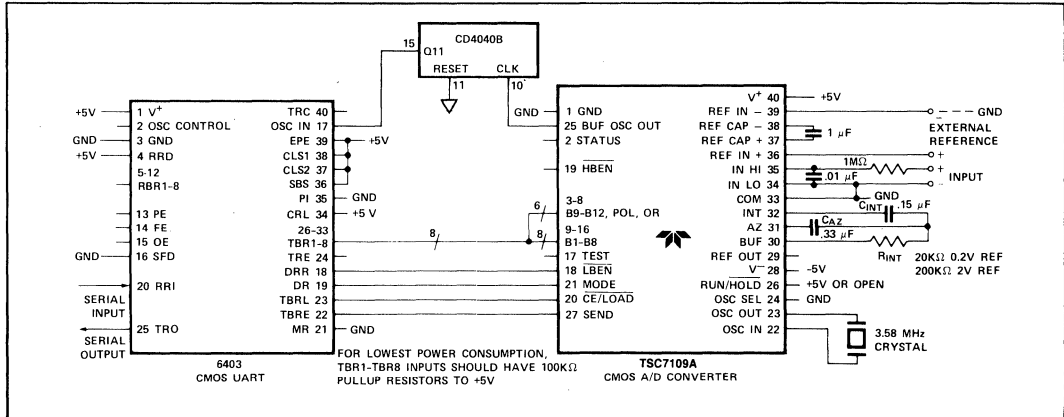 CD4040B
15 Q11
RESET CLK
11 10
+5V 1 V+
2 OSC CONTROL
GND 3 GND
+5V 4 RRD
5-12
RBR1-8
13 PE
14 FE
15 OE
GND 16 SFD
20 RRI
SERIAL
INPUT
25 TRO
SERIAL
OUTPUT
TRC 40
OSC IN 17
EPE 39 +5V
CLS1 38
CLS2 37
SBS 36
PI 35 GND
CRL 34 +5 V
26-33
TBR1-8 8
TRE 24
DRR 18
DR 19
TBRL 23
TBRE 22
MR 21 GND
6403
CMOS UART
FOR LOWEST POWER CONSUMPTION,
TBR1-TBR8 INPUTS SHOULD HAVE 100KΩ
PULLUP RESISTORS TO +5V
GND 1 GND
25 BUF OSC OUT
2 STATUS
19 HBEN
3-8
6 B9-B12, POL, OR
9-16
8 B1-B8
17 TEST
18 LBEN
21 MODE
20 CE/LOAD
27 SEND
V+ 40 +5V
REF IN - 39 - GND
REF CAP - 38
REF CAP + 37 1 µF
REF IN + 36 +
EXTERNAL
REFERENCE
IN HI 35 1MΩ +
.01 µF
IN LO 34 -
INPUT
COM 33 GND
INT 32 CINT .15 µF
AZ 31 CAZ .33 µF
BUF 30 RINT
20KΩ 0.2V REF
200KΩ 2V REF
REF OUT 29
V- 28 -5V
RUN/HOLD 26 +5V OR OPEN
OSC SEL 24 GND
OSC OUT 23
OSC IN 22
3.58 MHz
CRYSTAL
TSC7109A
CMOS A/D CONVERTER